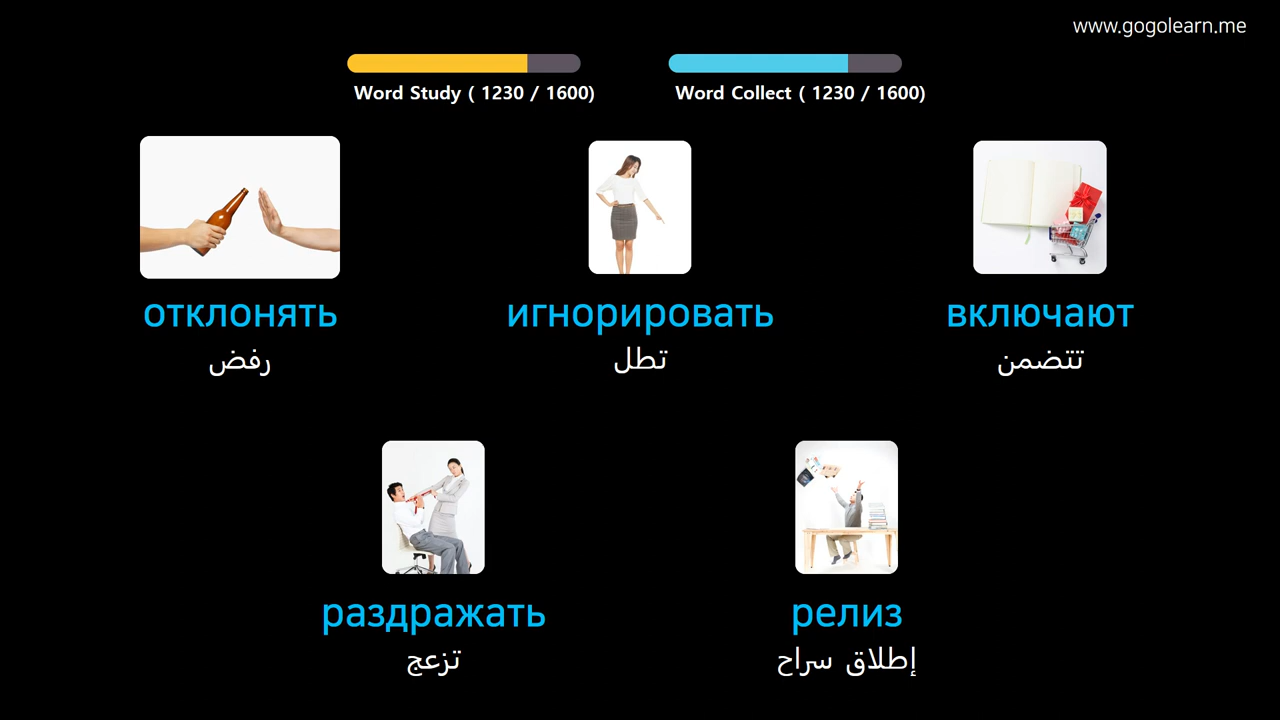 www.gogolearn.me
Word Study ( 1230 / 1600)
Word Collect ( 1230 / 1600)
отклонять
رفض
игнорировать
تطل
включают
تتضمن
раздражать
تزعج
релиз
إطلاق سراح